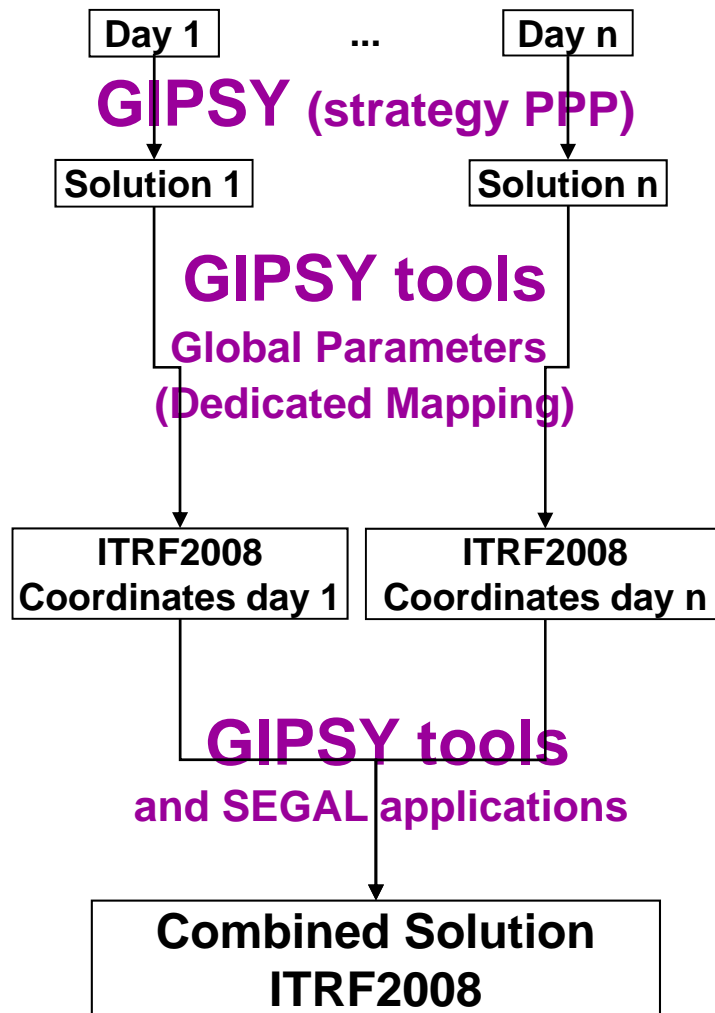 Day 1 ... Day n
GIPSY (strategy PPP)
Solution 1 Solution n
GIPSY tools
Global Parameters
(Dedicated Mapping)
ITRF2008
Coordinates day 1
ITRF2008
Coordinates day n
GIPSY tools
and SEGAL applications
Combined Solution
ITRF2008